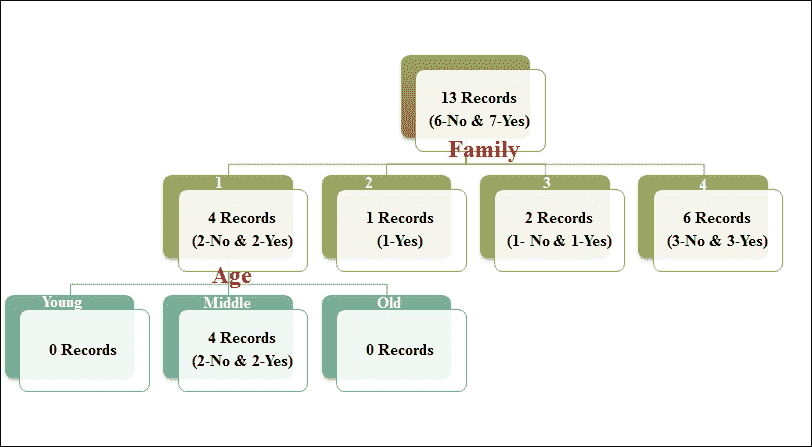 13 Records
(6-No & 7-Yes)
Family
1
2
3
4
4 Records
(2-No & 2-Yes)
1 Records
(1-Yes)
2 Records
(1- No & 1-Yes)
6 Records
(3-No & 3-Yes)
Age
Young
Middle
Old
0 Records
4 Records
(2-No & 2-Yes)
0 Records